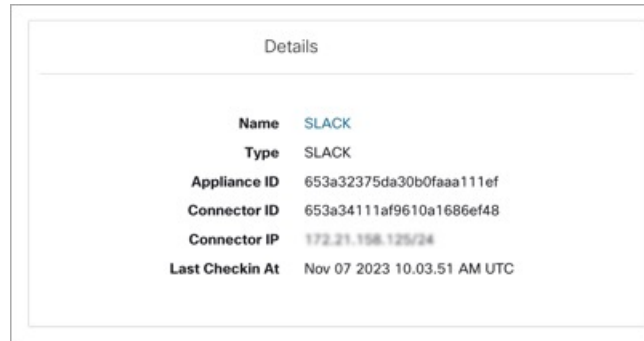 Details
Name SLACK
Type SLACK
Appliance ID 653a32375da30b0faaa111ef
Connector ID 653a34111af9610a1686ef48
Connector IP
Last Checkin At Nov 07 2023 10.03.51 AM UTC